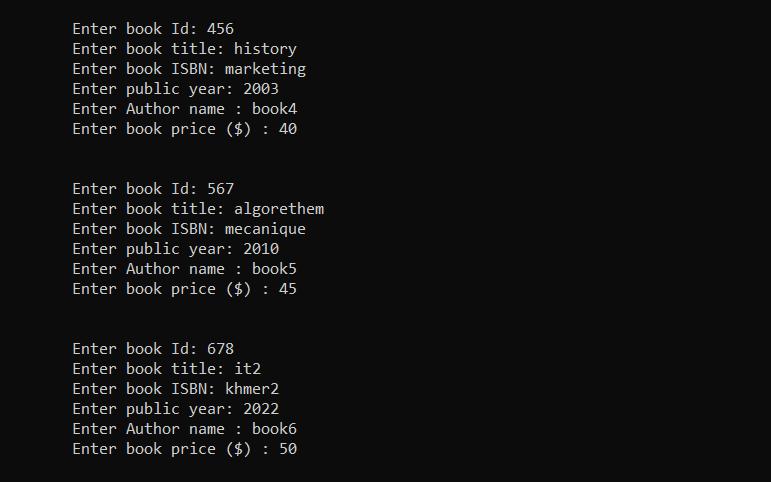 Enter book Id: 456
Enter book title: history
Enter book ISBN: marketing
Enter public year: 2003
Enter Author name : book4
Enter book price ($) : 40
Enter book Id: 567
Enter book title: algorethem
Enter book ISBN: mecanique
Enter public year: 2010
Enter Author name : book5
Enter book price ($) : 45
Enter book Id: 678
Enter book title: it2
Enter book ISBN: khmer2
Enter public year: 2022
Enter Author name : book6
Enter book price ($) : 50